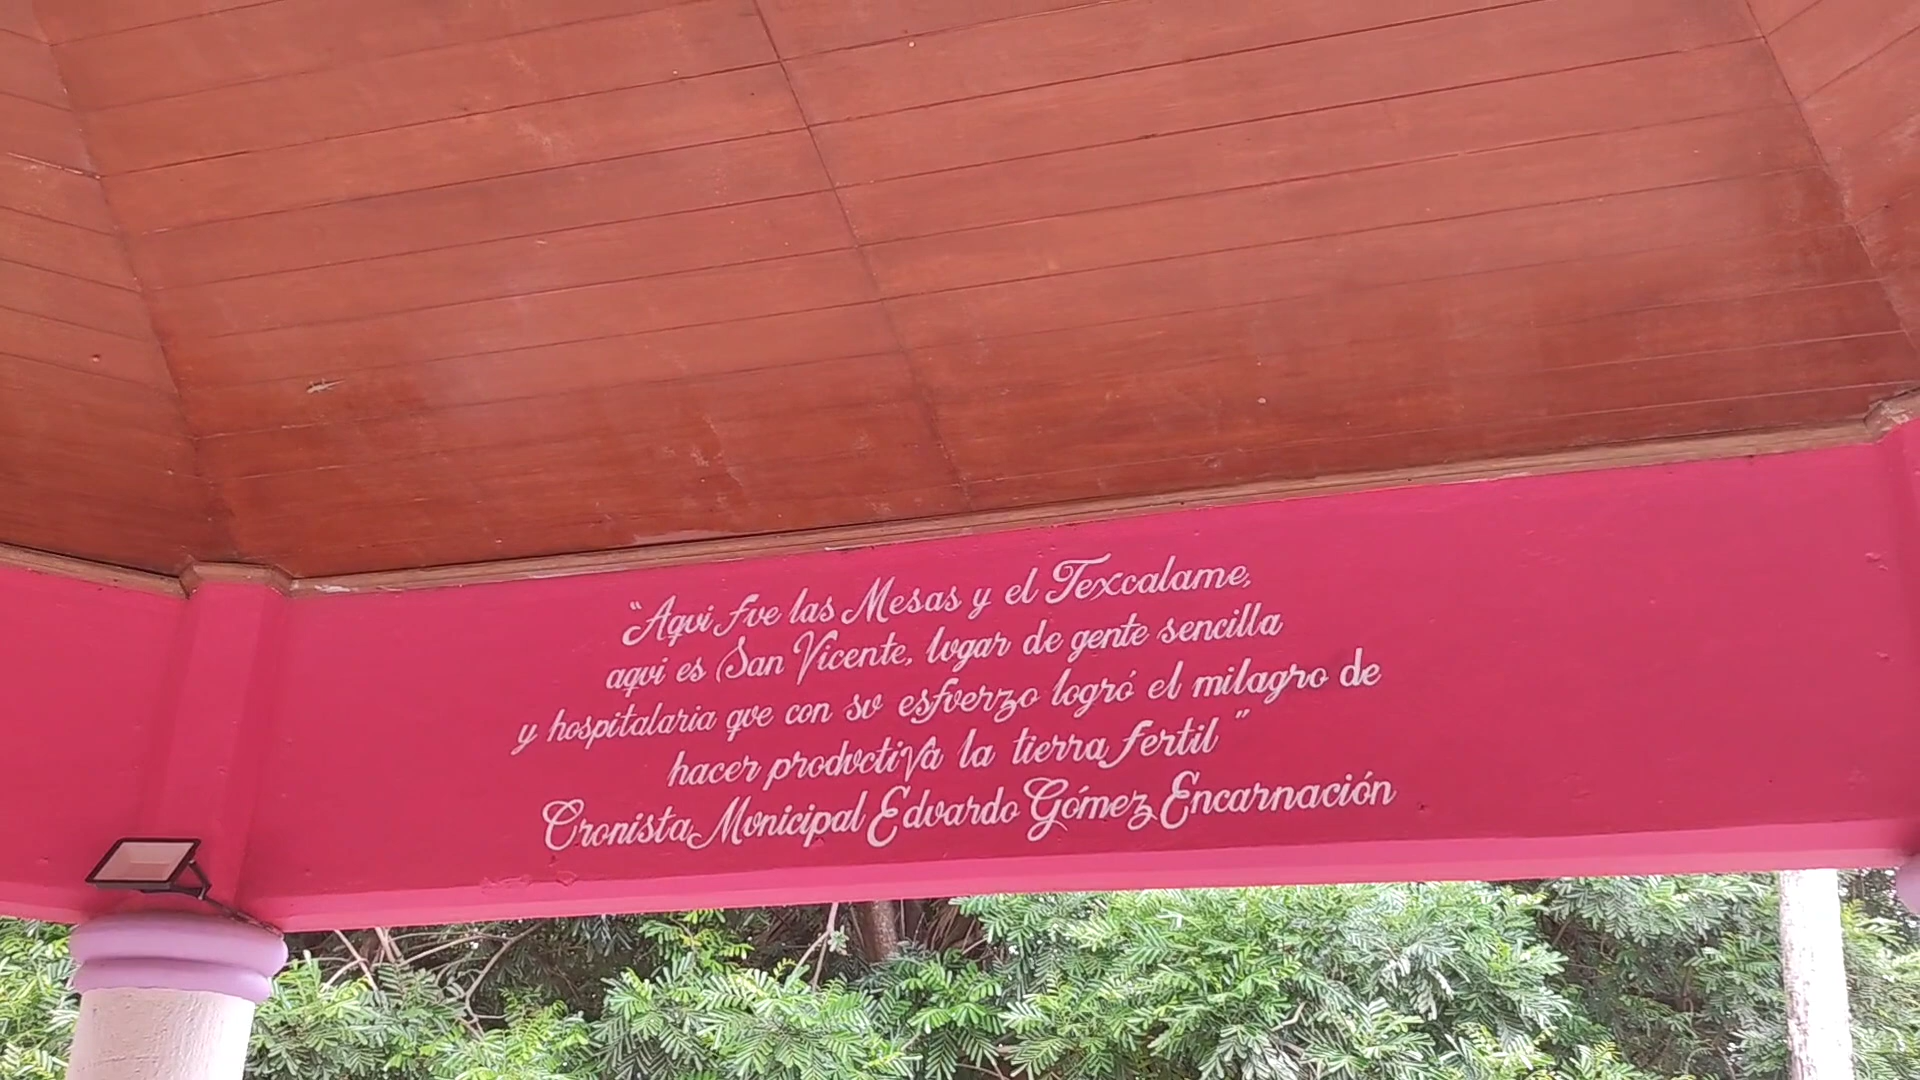 “Aqui fue las Mesas y el Texcalame,
aqui es San Vicente, lugar de gente sencilla
y hospitalaria que con su esfuerzo logró el milagro de
hacer productiva la tierra fertil”
Cronista Municipal Eduardo Gómez Encarnación